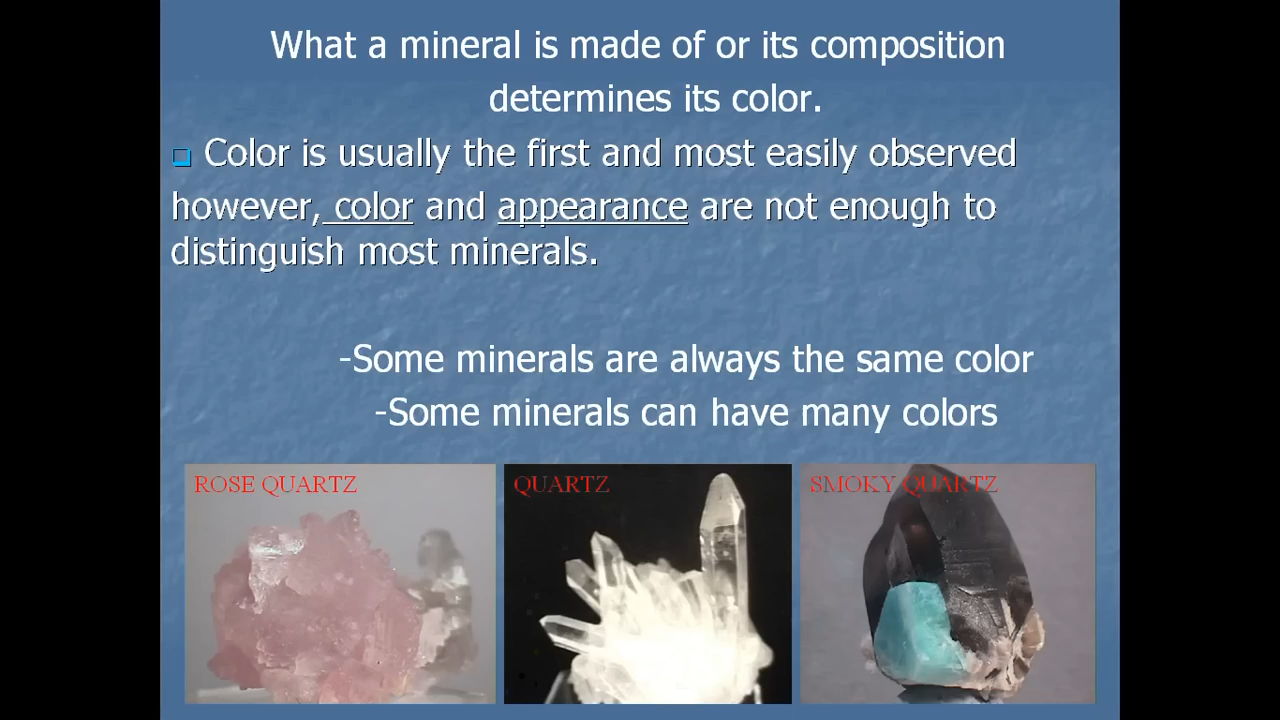 What a mineral is made of or its composition
determines its color.
Color is usually the first and most easily observed
however, color and appearance are not enough to
distinguish most minerals.
-Some minerals are always the same color
-Some minerals can have many colors
ROSE QUARTZ
QUARTZ
SMOKY QUARTZ